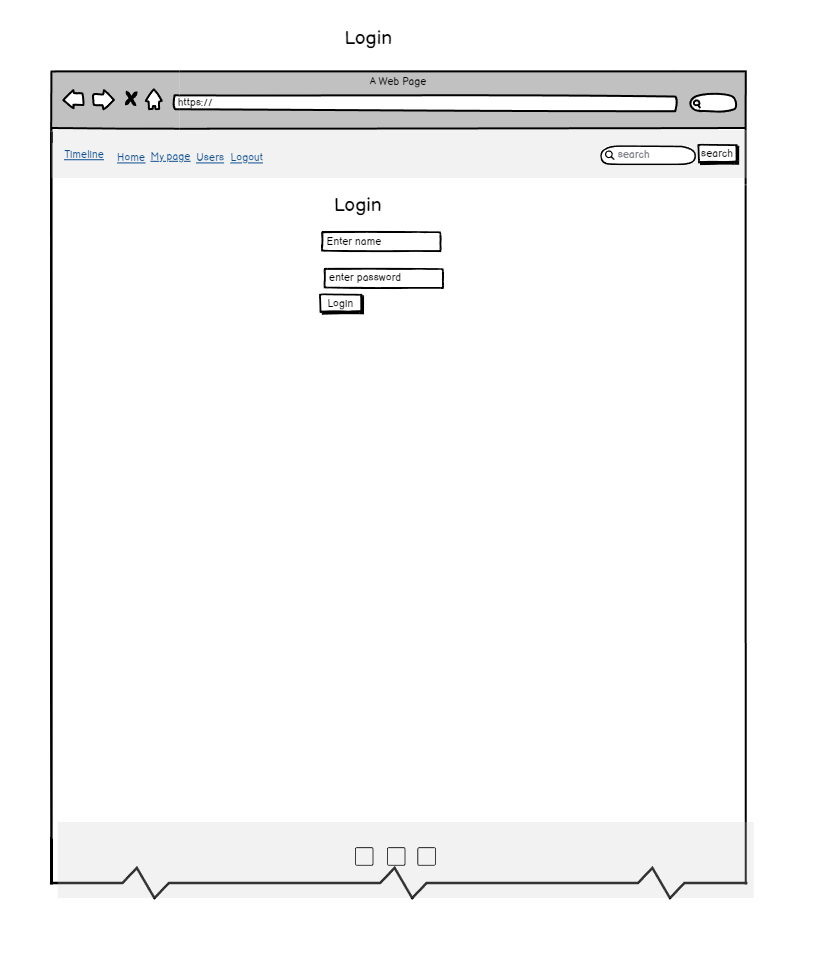 Login
A Web Page
https://
Timeline Home My page Users Logout search search
Login
Enter name
enter password
Login